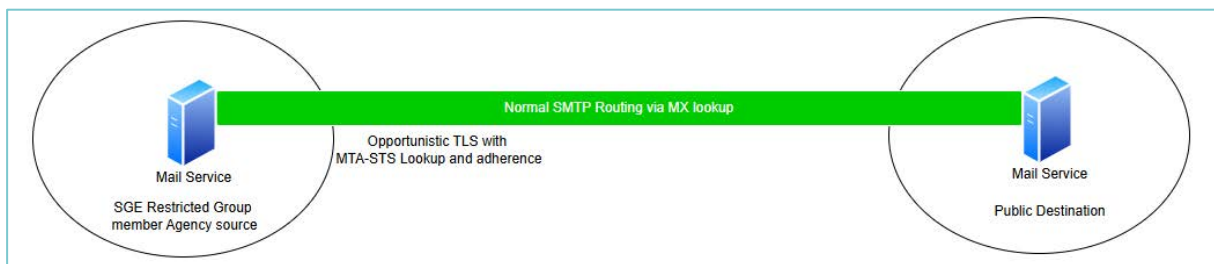 Normal SMTP Routing via MX lookup
Opportunistic TLS with
MTA-STS Lookup and adherence
Mail Service
SGE Restricted Group
member Agency source
Mail Service
Public Destination